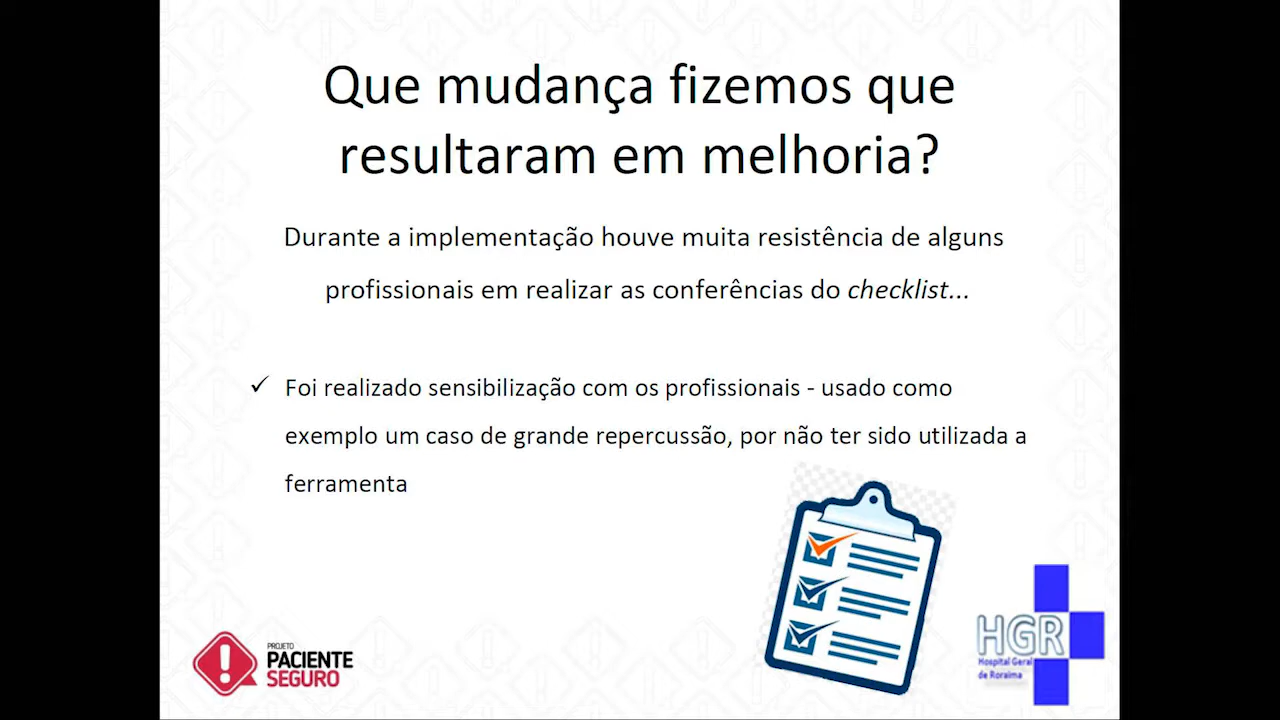 Que mudança fizemos que
resultaram em melhoria?
Durante a implementação houve muita resistência de alguns
profissionais em realizar as conferências do checklist...
✓ Foi realizado sensibilização com os profissionais - usado como
exemplo um caso de grande repercussão, por não ter sido utilizada a
ferramenta
PROJETO
PACIENTE
SEGURO
HGR
Hospital Geral
de Roraima